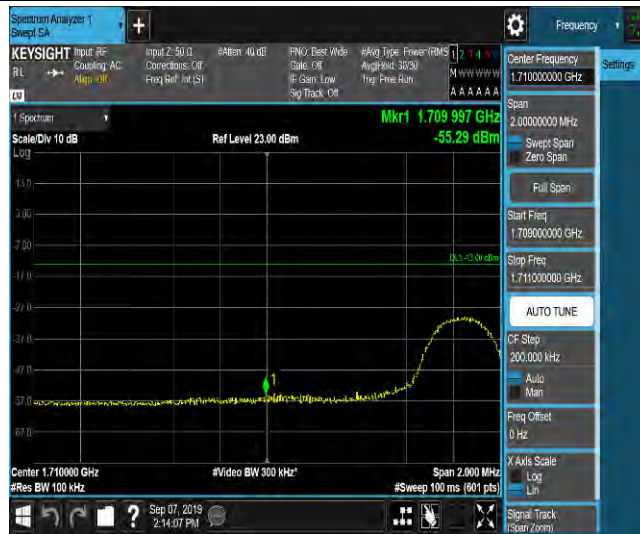 Spectrum Analyzer 1
Swept SA
+
Frequency
KEYSIGHT
Input: RF
Input Z: 50 Ω
#Atten: 40 dB
PNO: Best Wide
#Avg Type: Power (RMS
1 2 3 4 5
RL
Coupling: AC
Corrections: Off
Gate: Off
Avg|Hold: 30/30
M W W W W W
Align: Off
Freq Ref: Int (S)
IF Gain: Low
Trig: Free Run
Sig Track: Off
A A A A A A
LXI
1 Spectrum
Mkr1 1.709 997 GHz
Scale/Div 10 dB
Ref Level 23.00 dBm
-55.29 dBm
Log
13.0
3.00
-7.00
DL1 -13.00 dBm
-17.0
-27.0
-37.0
-47.0
1
-57.0
-67.0
Center 1.710000 GHz
#Video BW 300 kHz*
Span 2.000 MHz
#Res BW 100 kHz
#Sweep 100 ms (601 pts)
Sep 07, 2019
2:14:07 PM
Center Frequency
1.710000000 GHz
Settings
Span
2.00000000 MHz
Swept Span
Zero Span
Full Span
Start Freq
1.709000000 GHz
Stop Freq
1.711000000 GHz
AUTO TUNE
CF Step
200.000 kHz
Auto
Man
Freq Offset
0 Hz
X Axis Scale
Log
Lin
Signal Track
(Span Zoom)